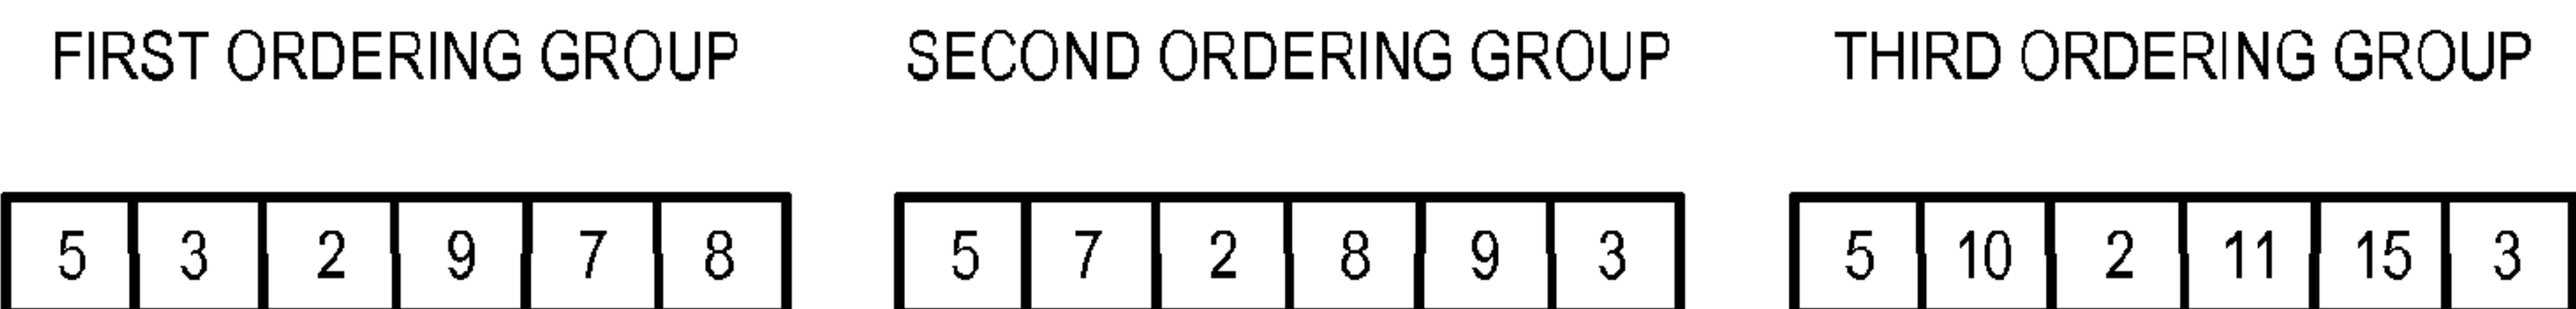 FIRST ORDERING GROUP SECOND ORDERING GROUP THIRD ORDERING GROUP
5 3 2 9 7 8 5 7 2 8 9 3 5 10 2 11 15 3